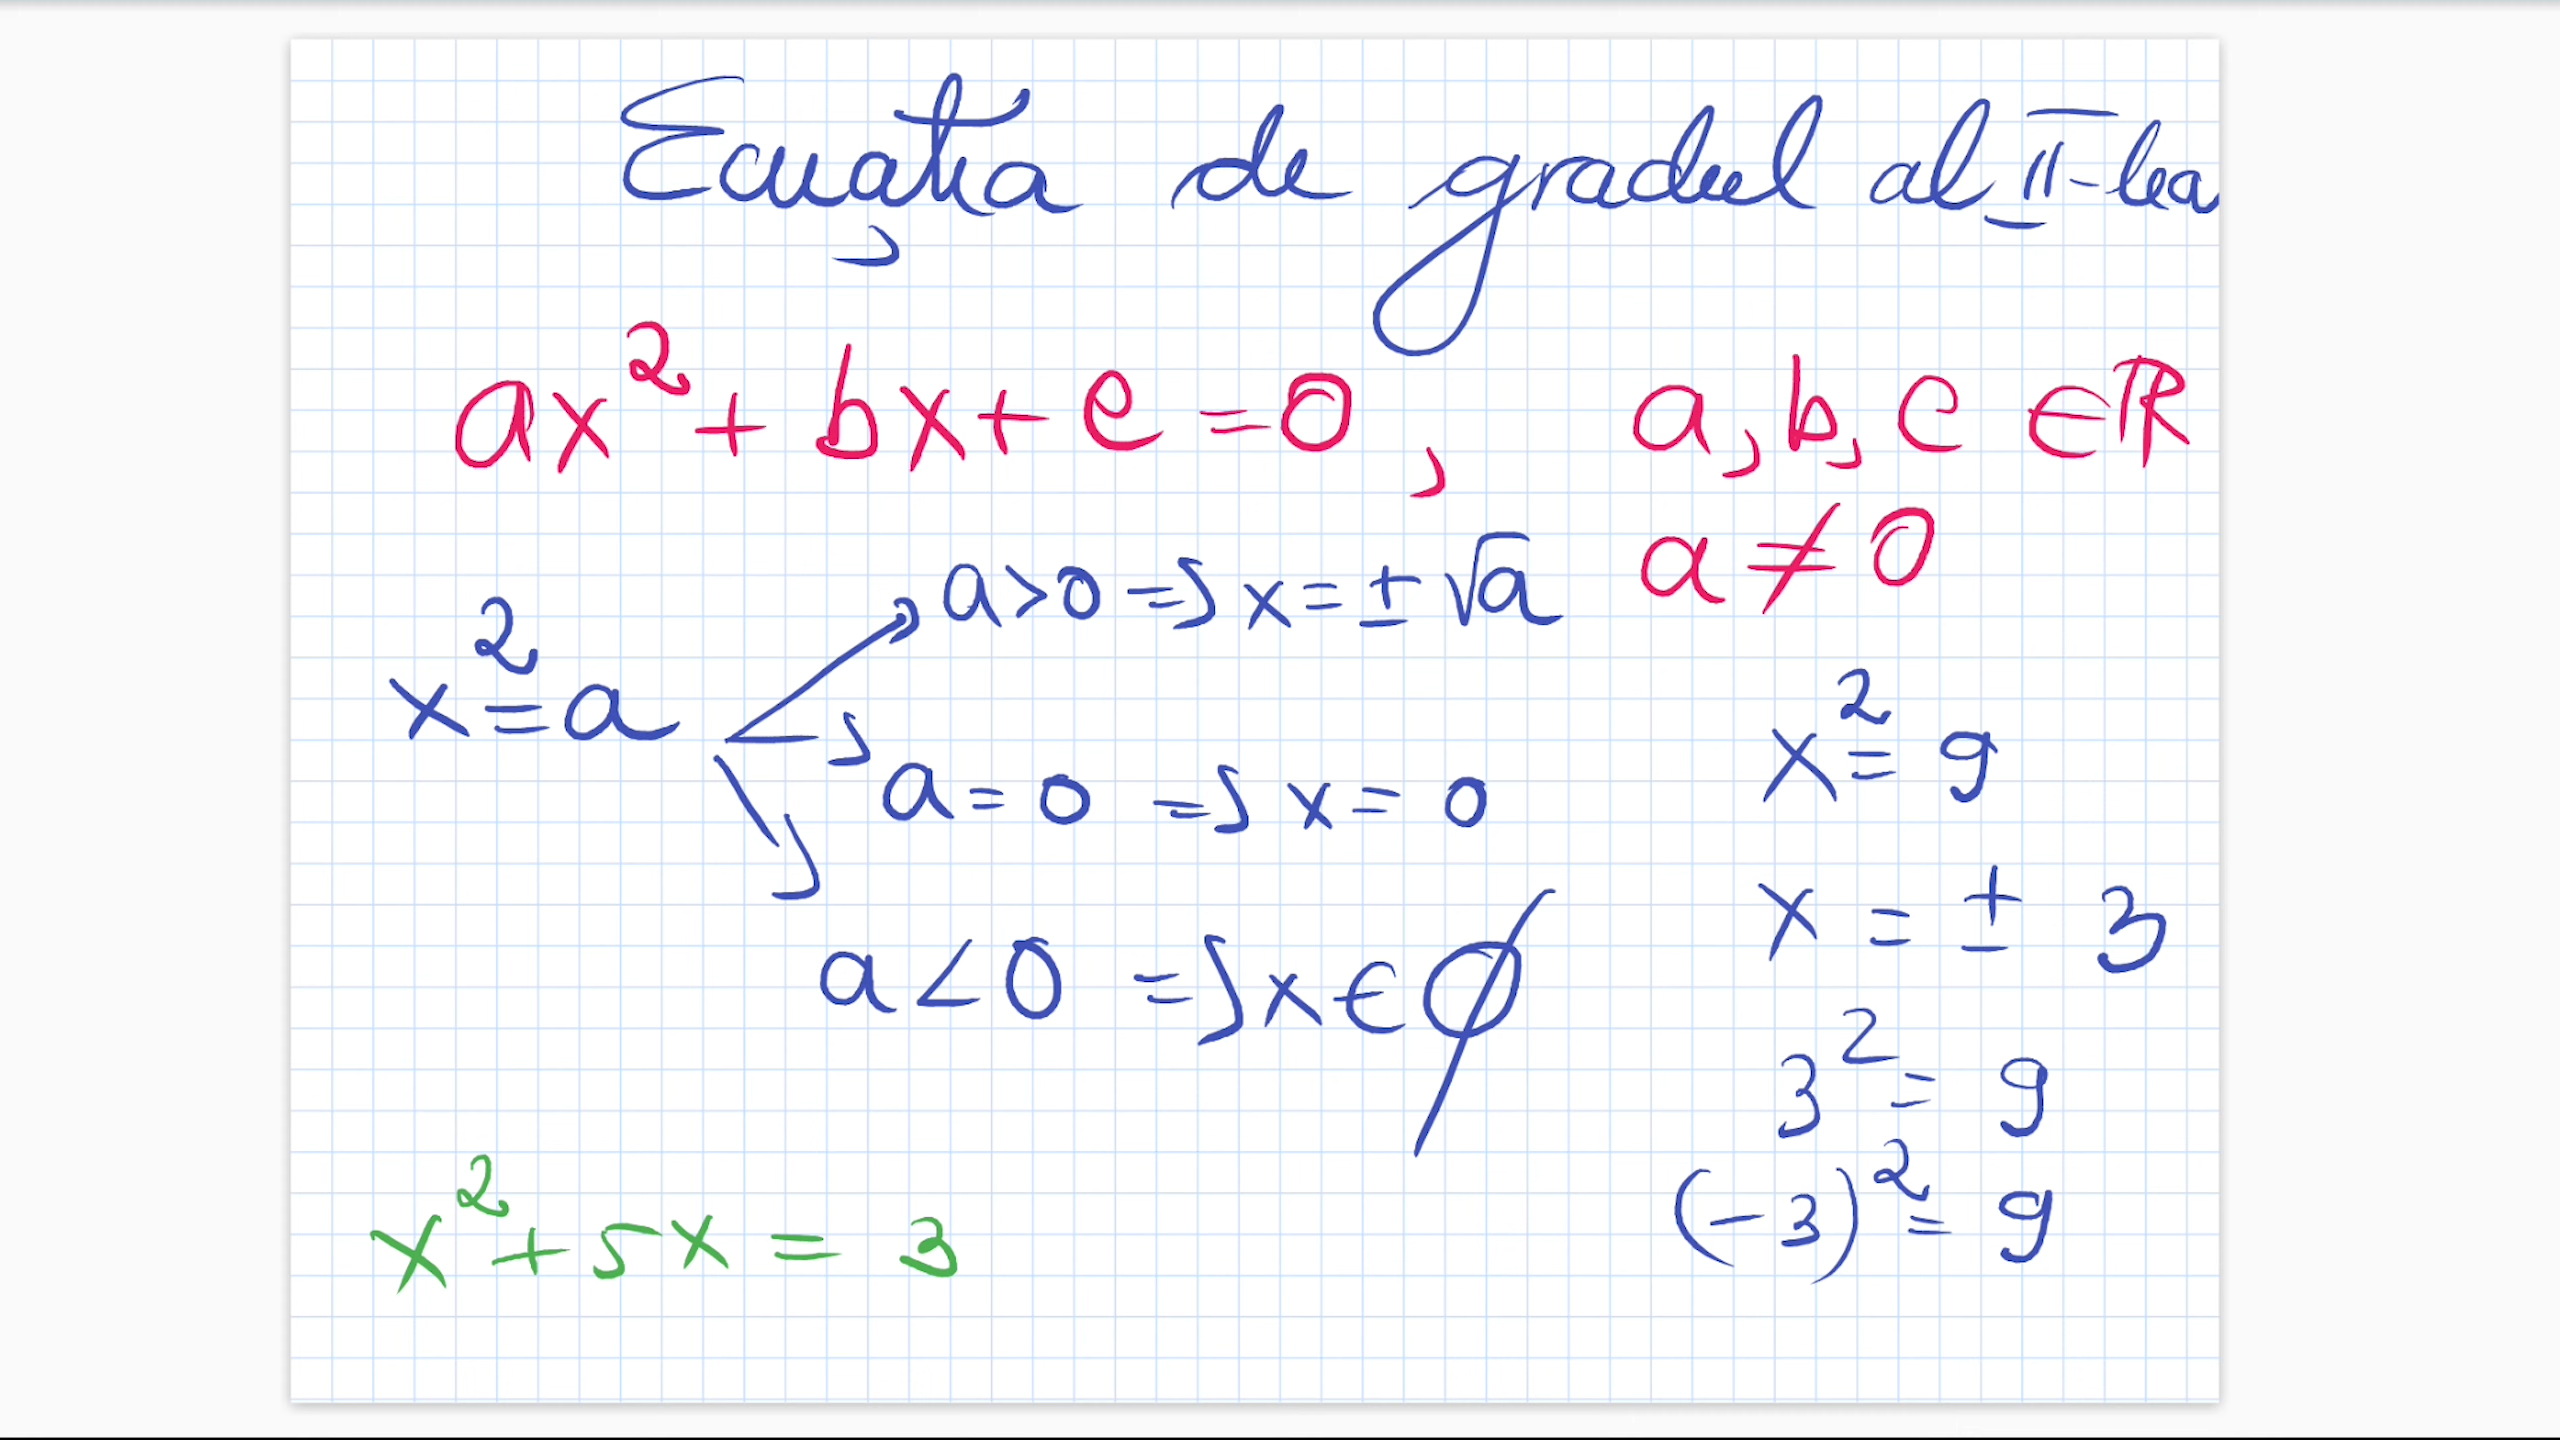 Ecuația de gradul al II-lea
ax² + bx + c = 0, a, b, c ∈ ℝ
a ≠ 0
x² = a
a > 0 => x = ± √a
a = 0 => x = 0
a < 0 => x ∈ ∅
x² = 9
x = ± 3
3² = 9
(-3)² = 9
x² + 5x = 3